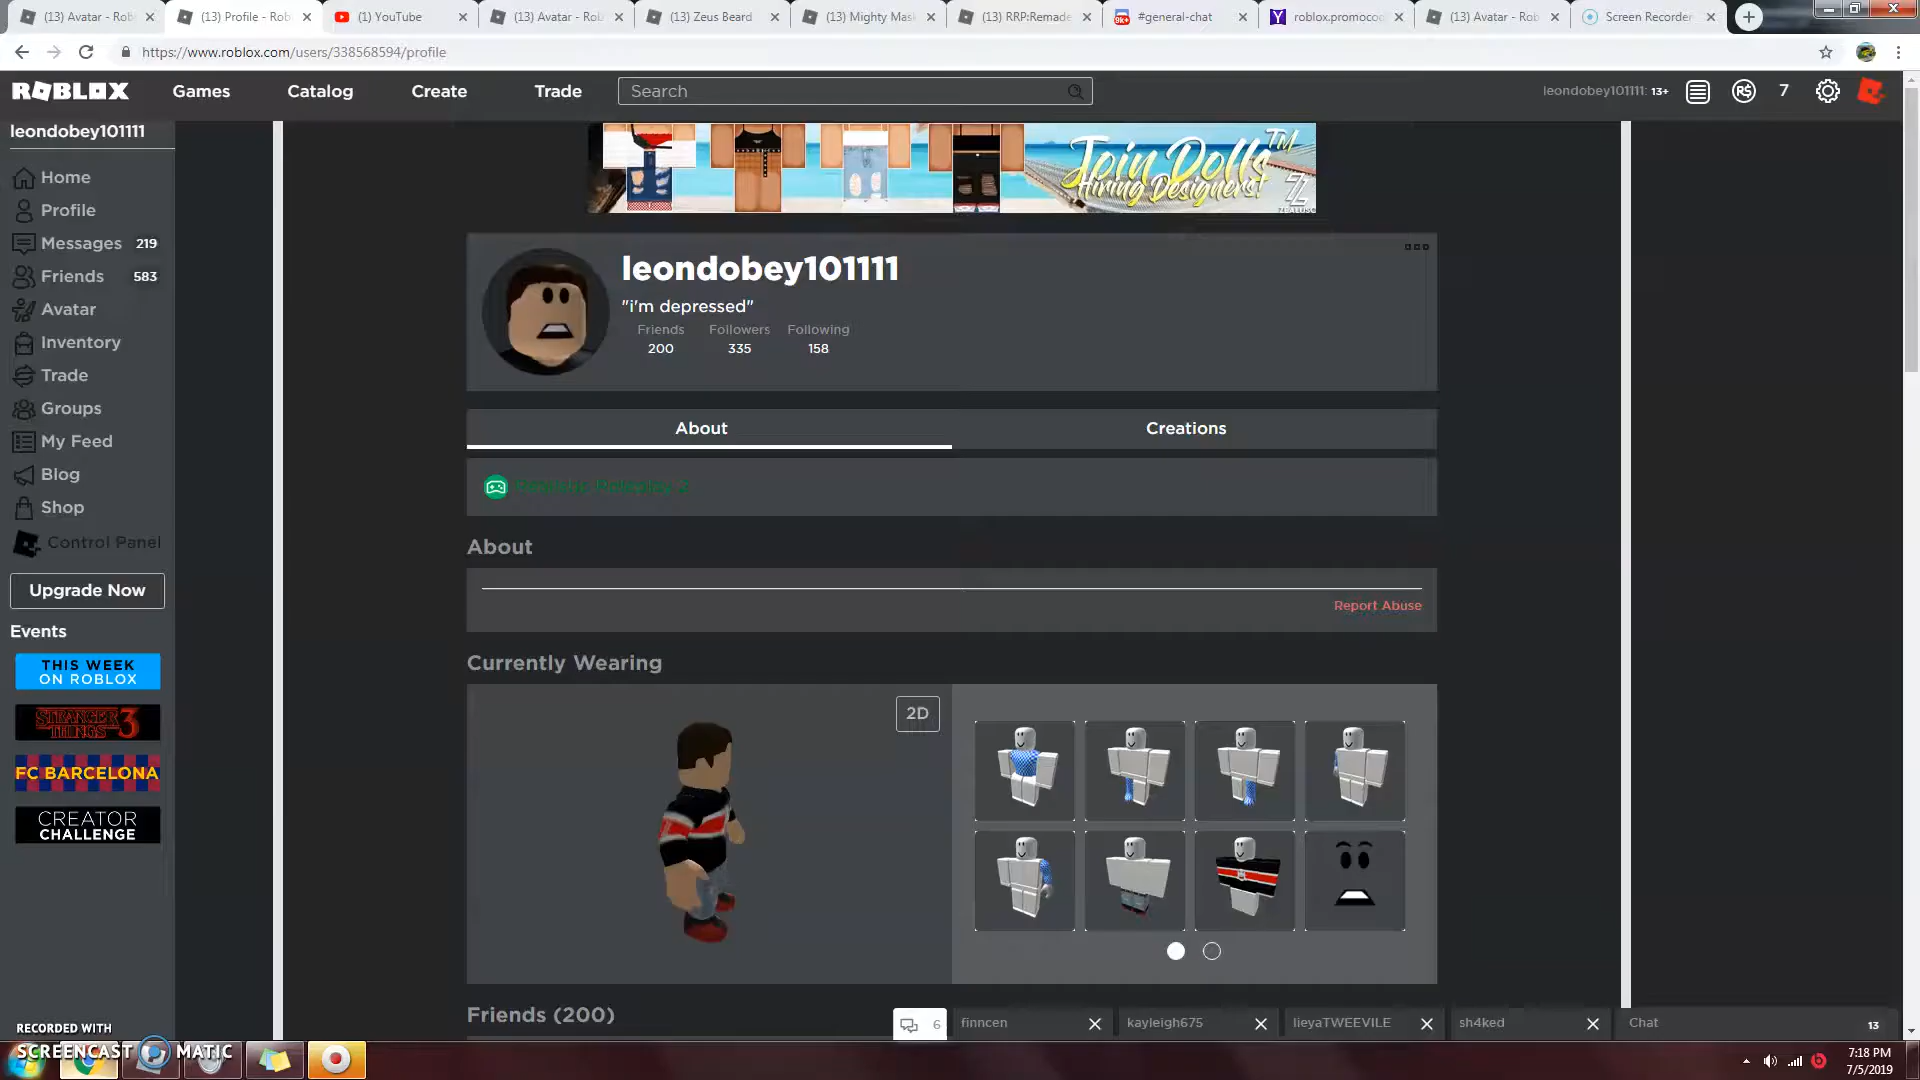 (13) Avatar - Rob
(13) Profile - Rob
(1) YouTube
(13) Avatar - Rob
(13) Zeus Beard
(13) Mighty Mask
(13) RRP:Remade
#general-chat
roblox.promocod
(13) Avatar - Rob
Screen Recorder
https://www.roblox.com/users/338568594/profile
ROBLOX
Games
Catalog
Create
Trade
Search
leondobey101111: 13+
R$
7
leondobey101111
Home
Profile
Messages 219
Friends 583
Avatar
Inventory
Trade
Groups
My Feed
Blog
Shop
Control Panel
Upgrade Now
Events
THIS WEEK
ON ROBLOX
STRANGER
THINGS 3
FC BARCELONA
CREATOR
CHALLENGE
Join Dolls™
Hiring Designers!
leondobey101111
"i'm depressed"
Friends Followers Following
200 335 158
About
Creations
About
Report Abuse
Currently Wearing
2D
Friends (200)
6
finncen
kayleigh675
lieyaTWEEVILE
sh4ked
Chat
13
RECORDED WITH
SCREENCAST MATIC
7:18 PM
7/5/2019